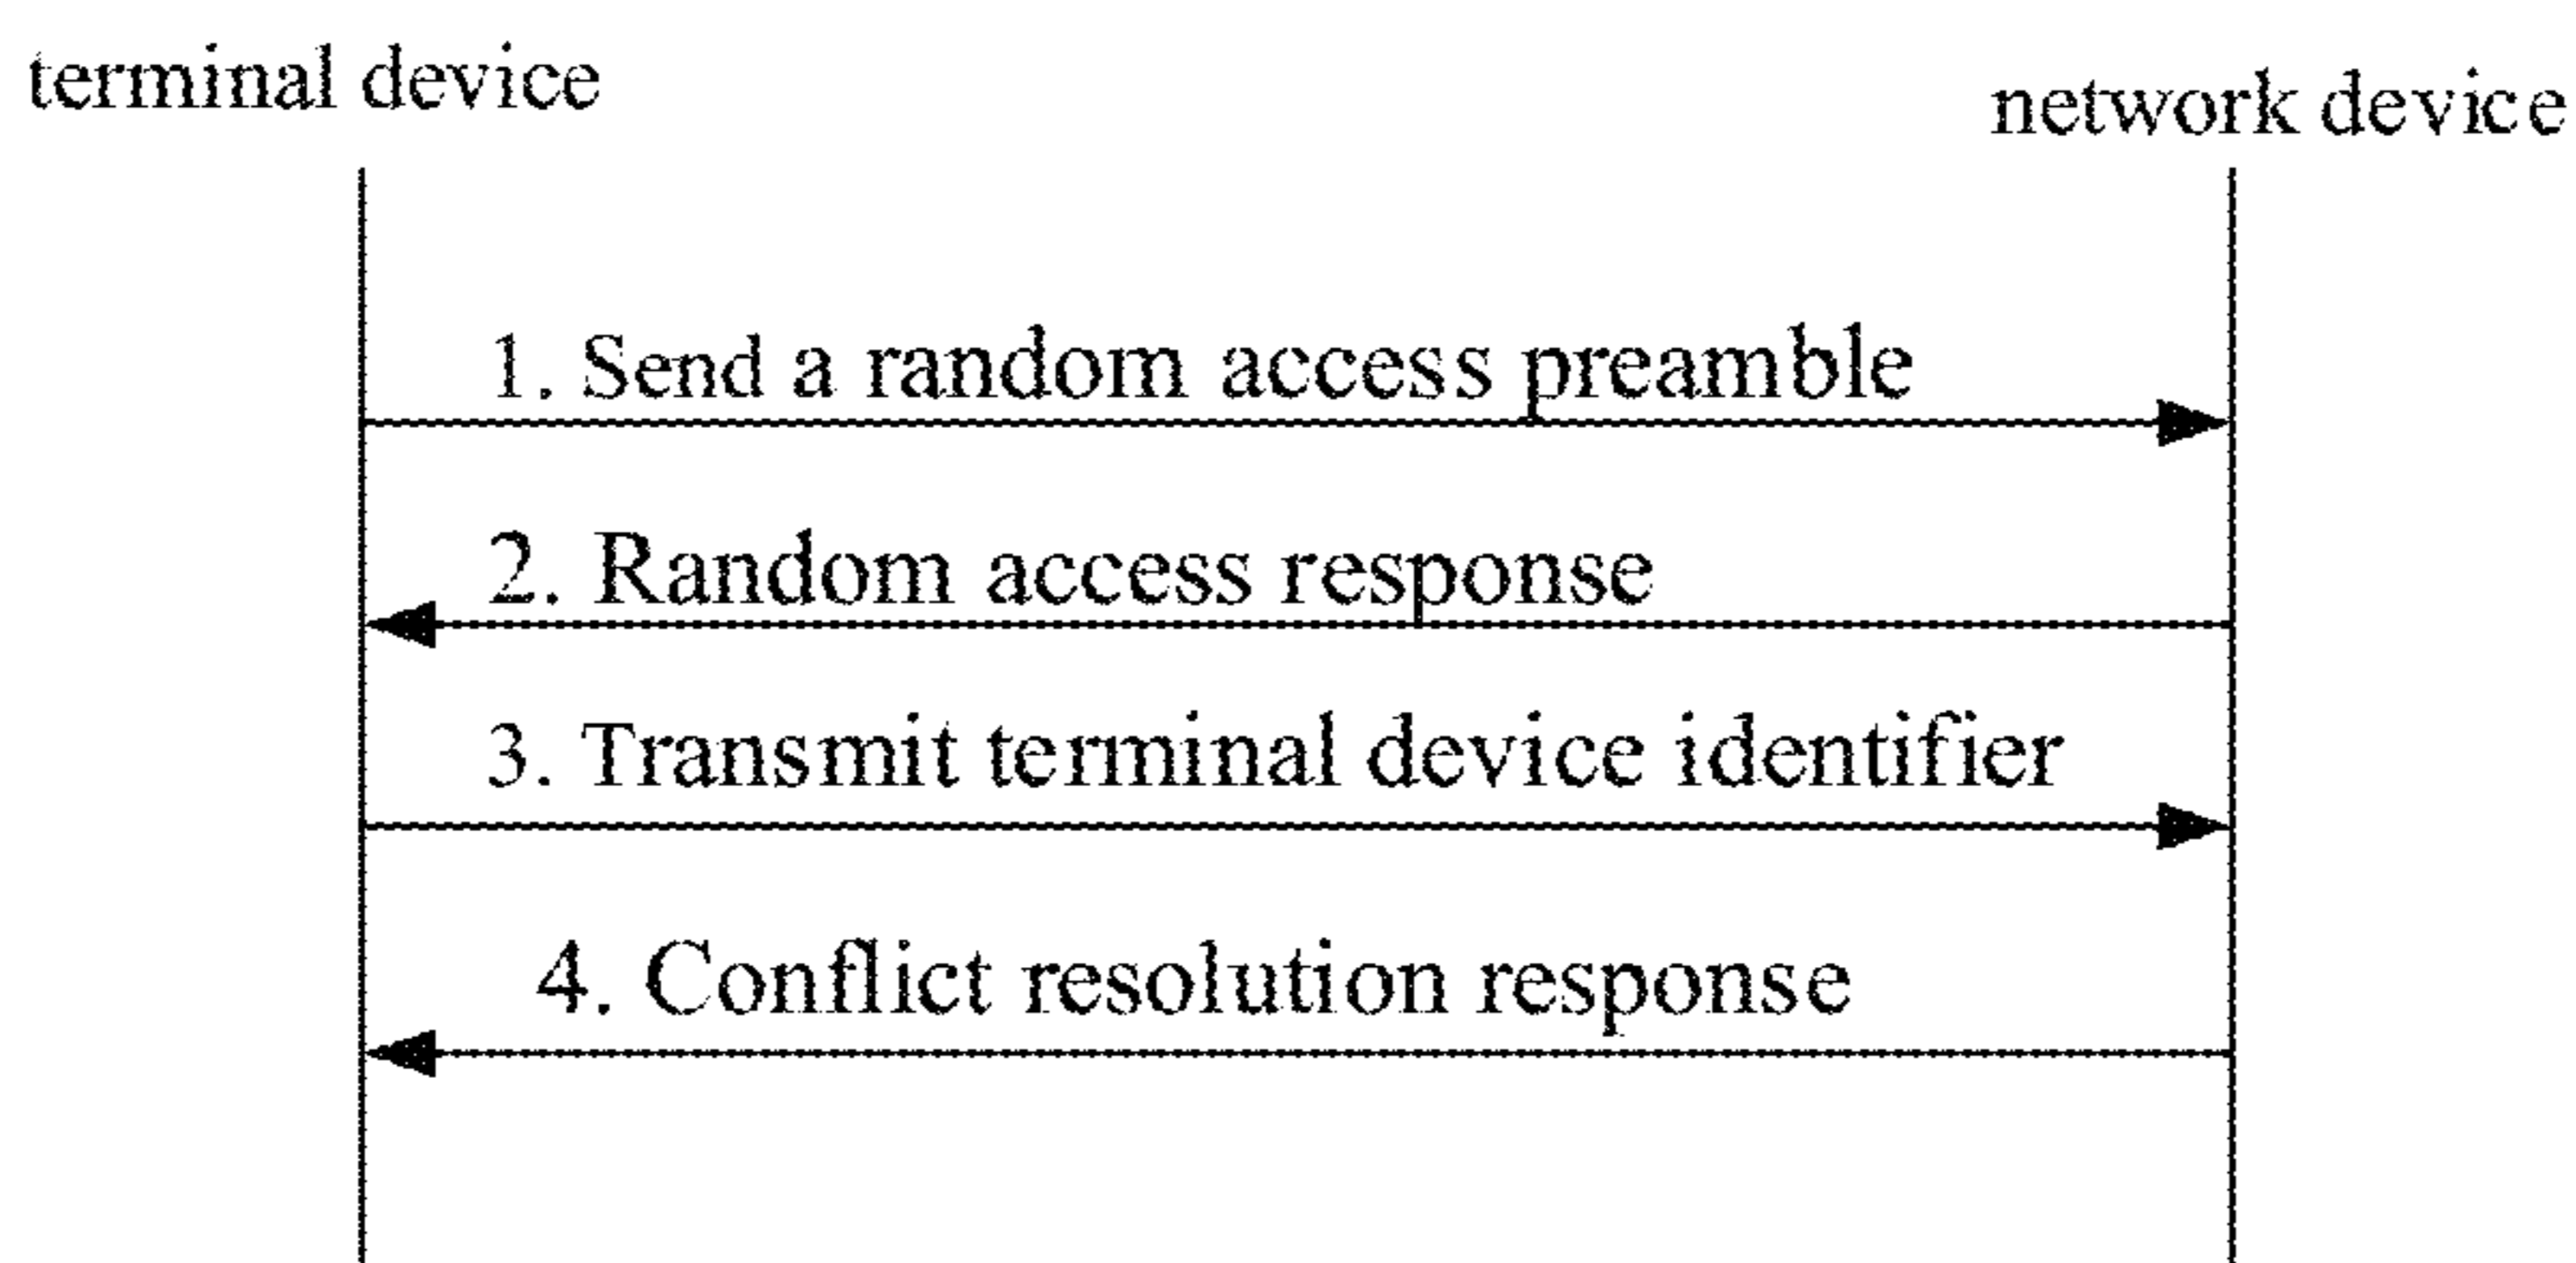 terminal device
network device
1. Send a random access preamble
2. Random access response
3. Transmit terminal device identifier
4. Conflict resolution response